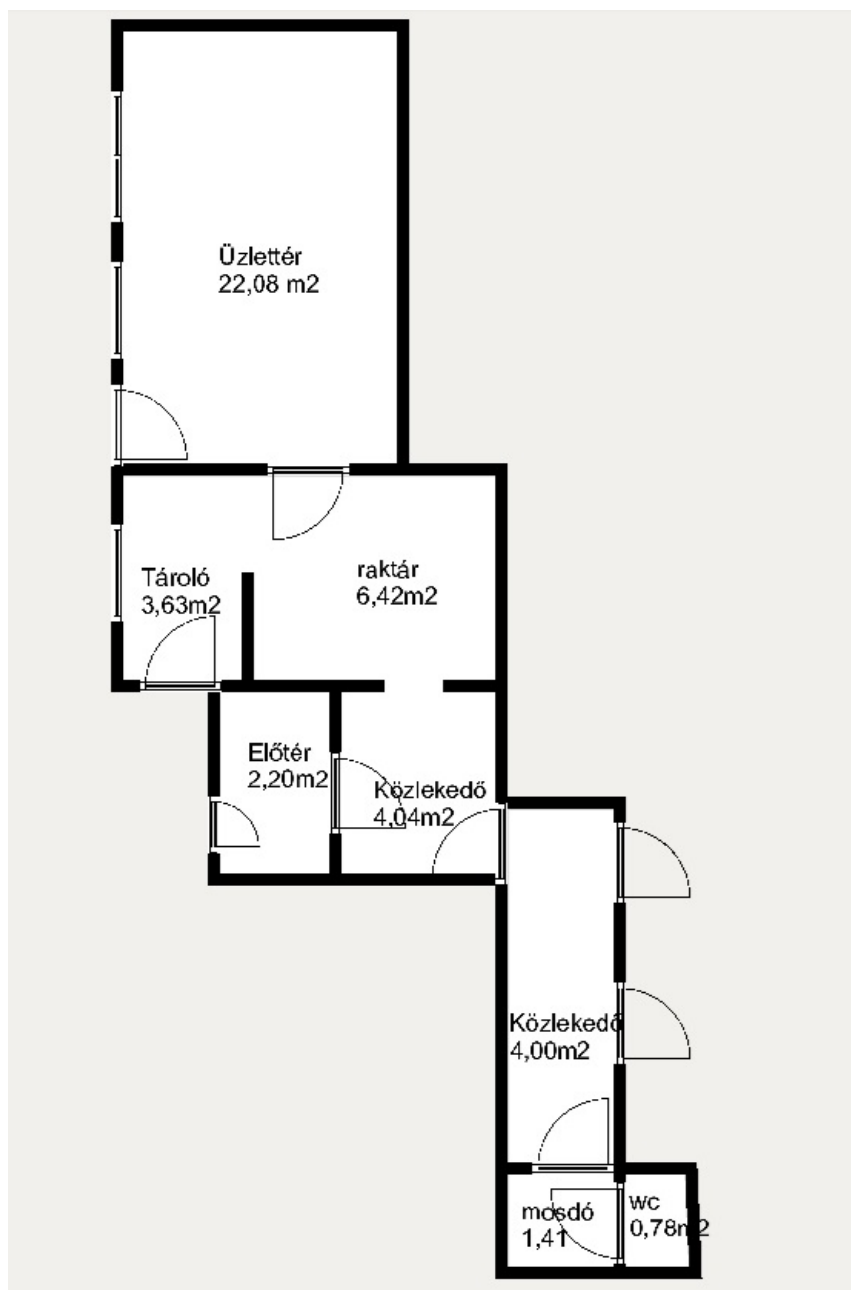 Üzlettér
22,08 m2
Tároló
3,63m2
raktár
6,42m2
Előtér
2,20m2
Közlekedő
4,04m2
Közlekedő
4,00m2
mosdó
1,41
wc
0,78m2